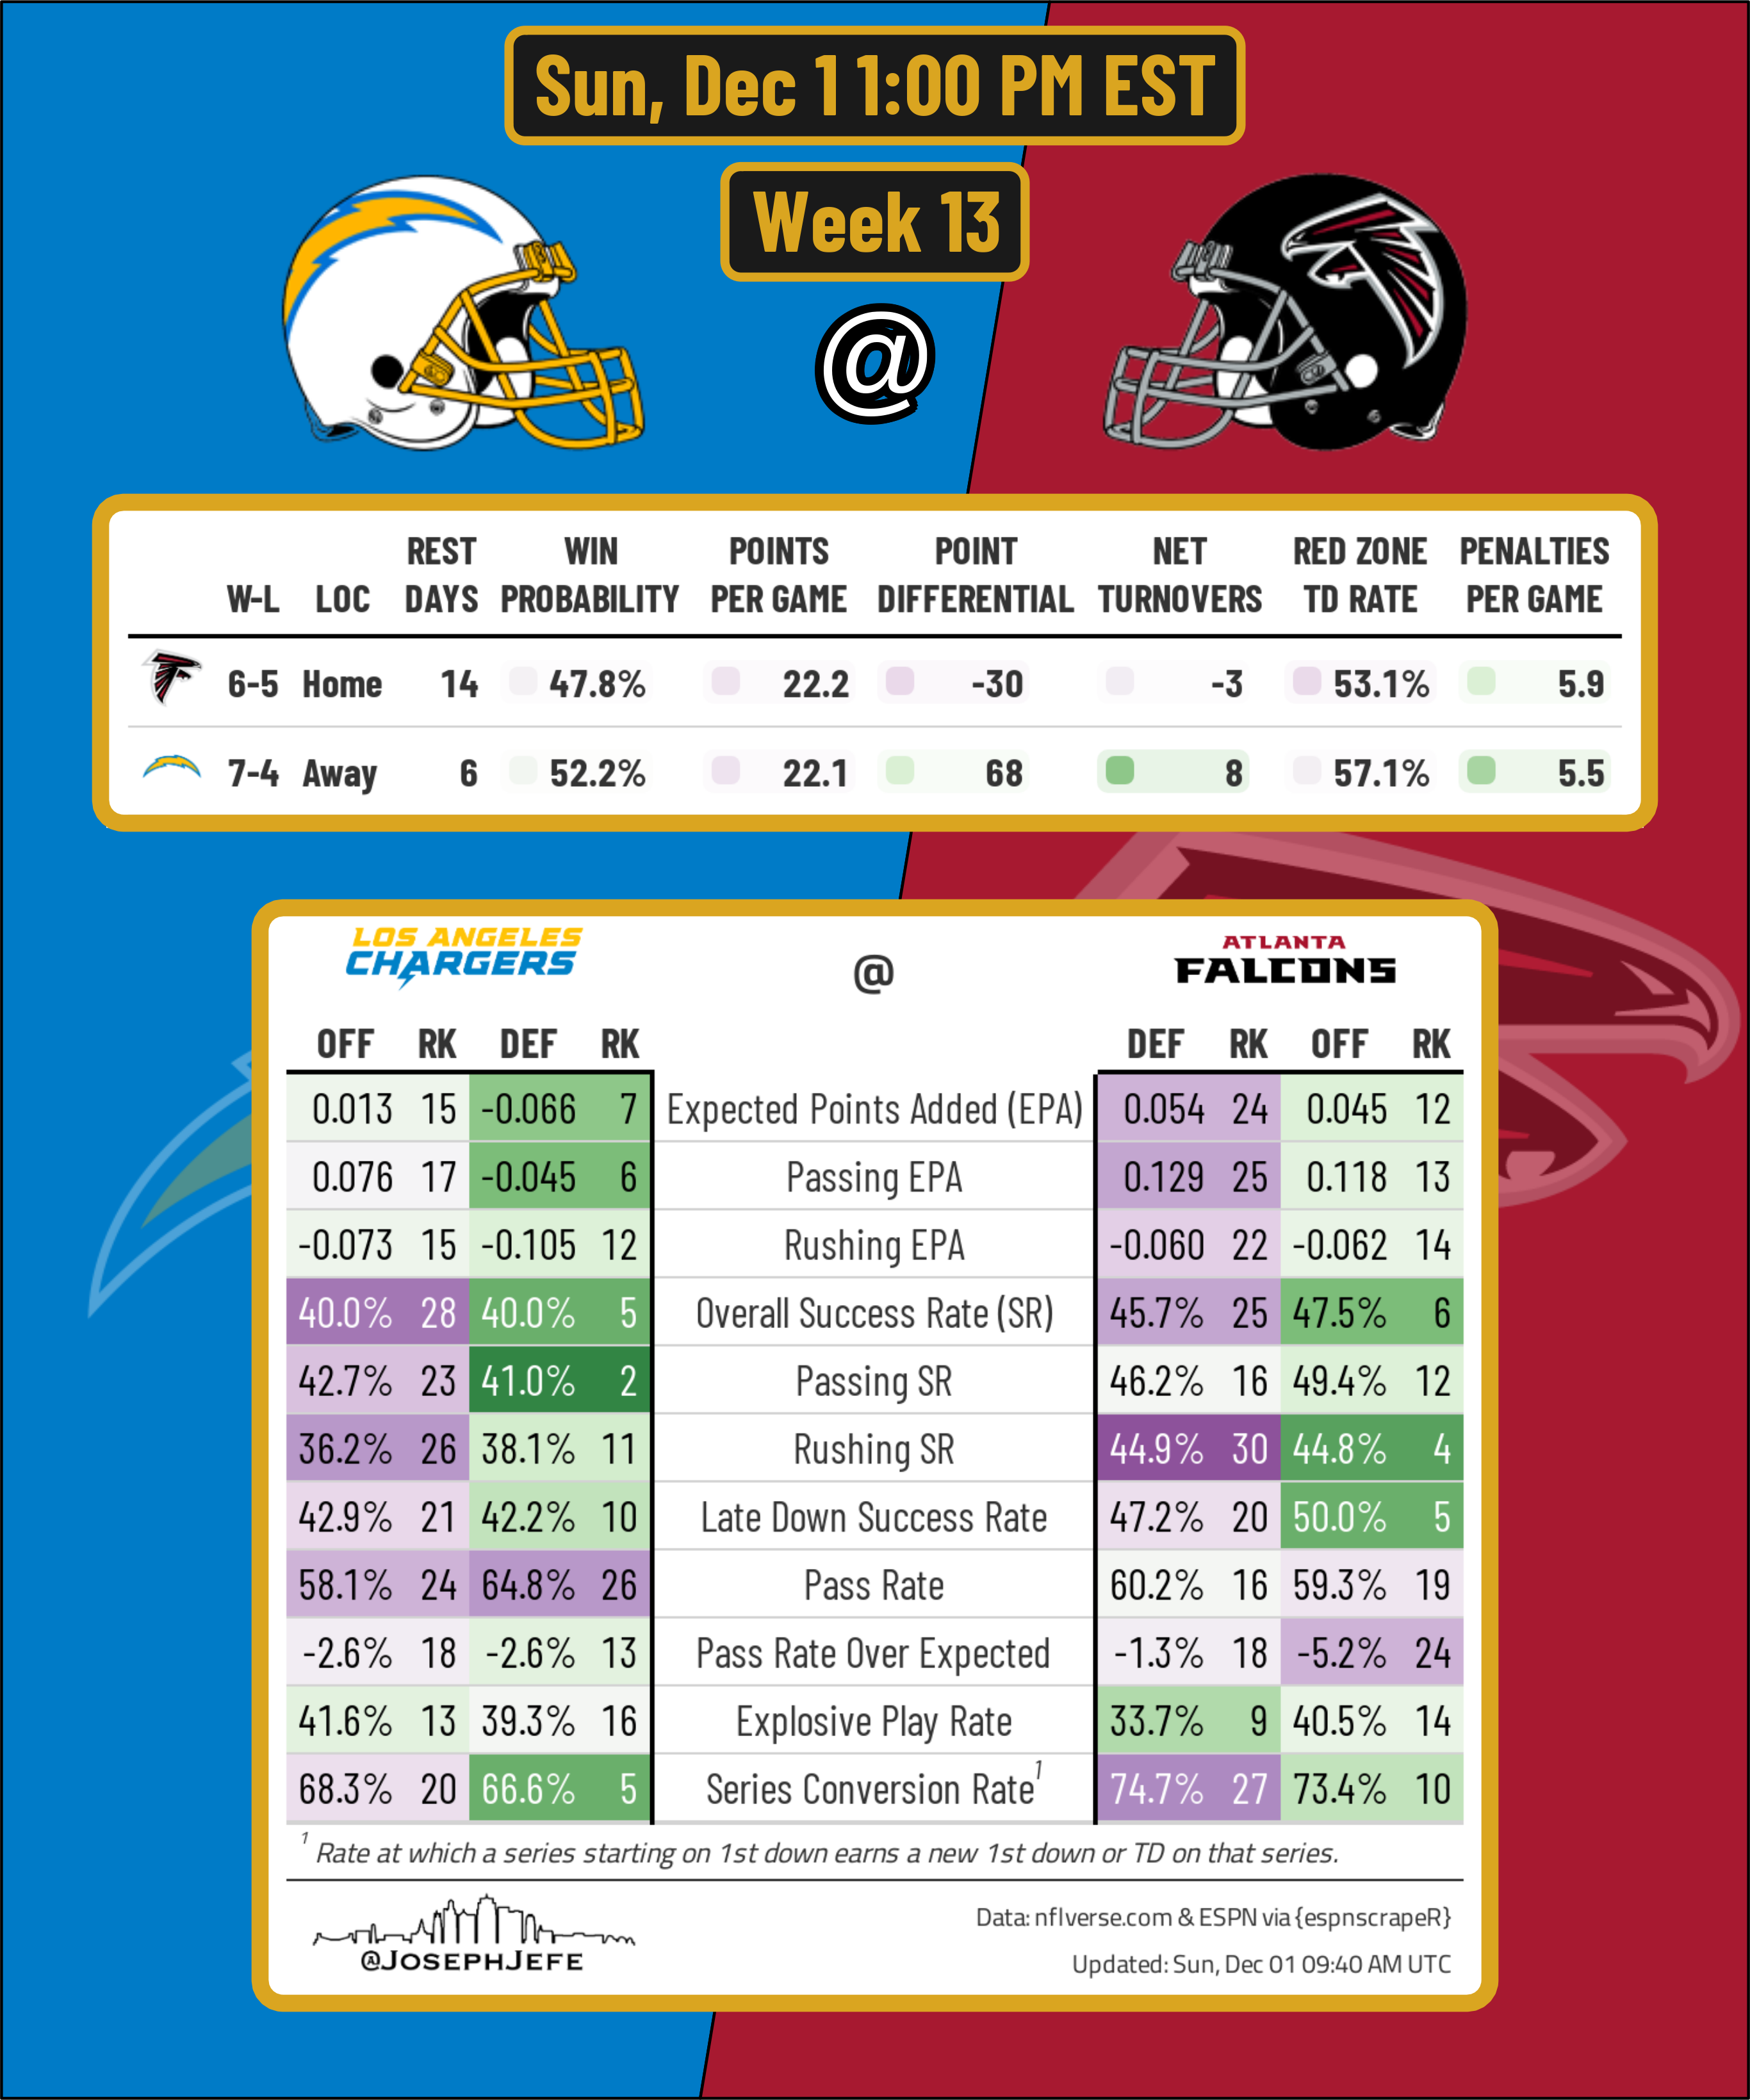 Sun, Dec 1 1:00 PM EST
Week 13
@
W-L LOC REST DAYS WIN PROBABILITY POINTS PER GAME POINT DIFFERENTIAL NET TURNOVERS RED ZONE TD RATE PENALTIES PER GAME
6-5 Home 14 47.8% 22.2 -30 -3 53.1% 5.9
7-4 Away 6 52.2% 22.1 68 8 57.1% 5.5
LOS ANGELES CHARGERS @ ATLANTA FALCONS
OFF RK DEF RK DEF RK OFF RK
0.013 15 -0.066 7 Expected Points Added (EPA) 0.054 24 0.045 12
0.076 17 -0.045 6 Passing EPA 0.129 25 0.118 13
-0.073 15 -0.105 12 Rushing EPA -0.060 22 -0.062 14
40.0% 28 40.0% 5 Overall Success Rate (SR) 45.7% 25 47.5% 6
42.7% 23 41.0% 2 Passing SR 46.2% 16 49.4% 12
36.2% 26 38.1% 11 Rushing SR 44.9% 30 44.8% 4
42.9% 21 42.2% 10 Late Down Success Rate 47.2% 20 50.0% 5
58.1% 24 64.8% 26 Pass Rate 60.2% 16 59.3% 19
-2.6% 18 -2.6% 13 Pass Rate Over Expected -1.3% 18 -5.2% 24
41.6% 13 39.3% 16 Explosive Play Rate 33.7% 9 40.5% 14
68.3% 20 66.6% 5 Series Conversion Rate¹ 74.7% 27 73.4% 10
¹ Rate at which a series starting on 1st down earns a new 1st down or TD on that series.
@JOSEPHJEFE
Data: nflverse.com & ESPN via {espnscrapeR}
Updated: Sun, Dec 01 09:40 AM UTC